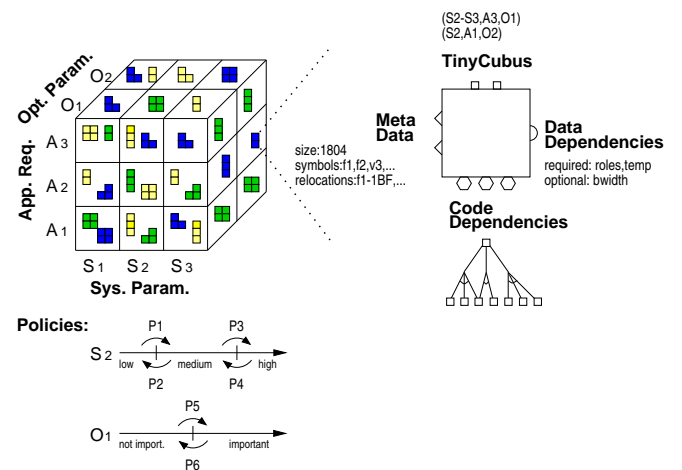 (S2-S3,A3,O1)
(S2,A1,O2)
TinyCubus
Opt. Param.
O2
O1
App. Req.
A3
A2
A1
S1 S2 S3
Sys. Param.
size:1804
symbols:f1,f2,v3,...
relocations:f1-1BF,...
Meta
Data
Data
Dependencies
required: roles,temp
optional: bwidth
Code
Dependencies
Policies:
P1 P3
S2
low medium high
P2 P4
P5
O1
not import. important
P6